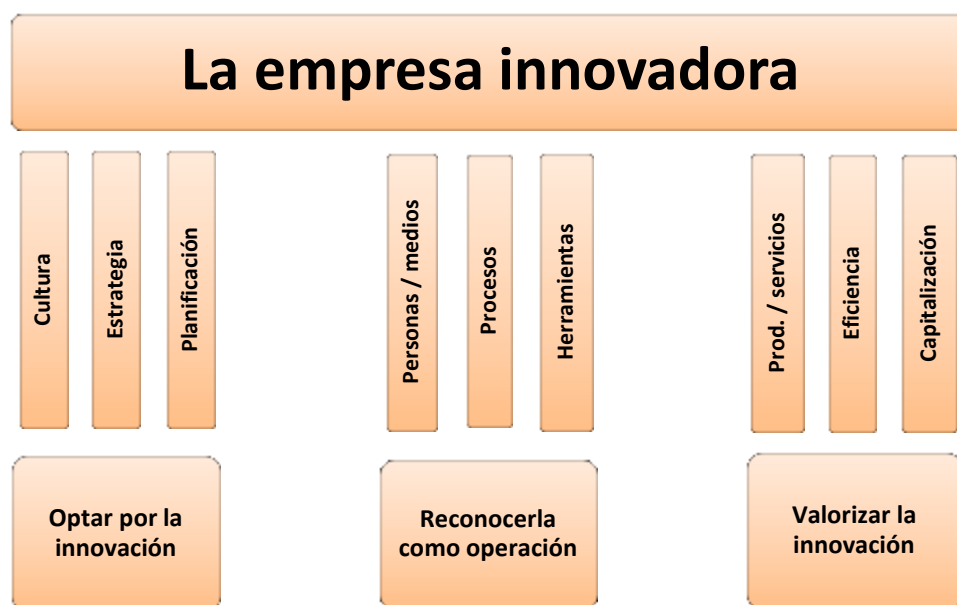 La empresa innovadora
Cultura
Estrategia
Planificación
Personas / medios
Procesos
Herramientas
Prod. / servicios
Eficiencia
Capitalización
Optar por la
innovación
Reconocerla
como operación
Valorizar la
innovación